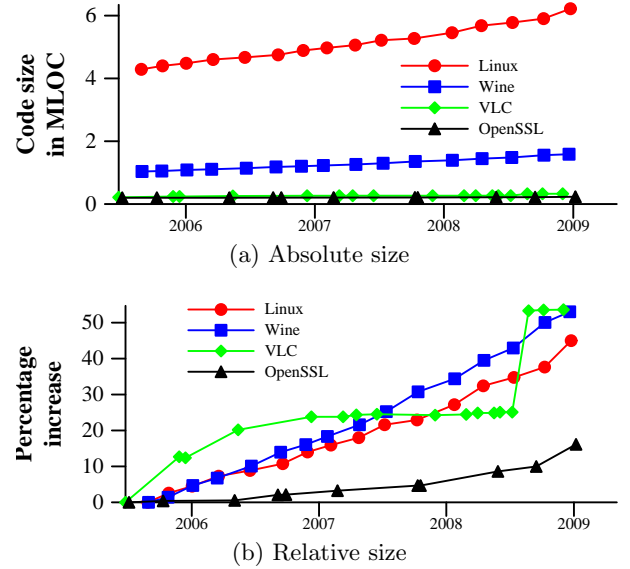 6
4
2
0
Code size
in MLOC
Linux
Wine
VLC
OpenSSL
2006 2007 2008 2009
(a) Absolute size
50
40
30
20
10
0
Percentage
increase
Linux
Wine
VLC
OpenSSL
2006 2007 2008 2009
(b) Relative size